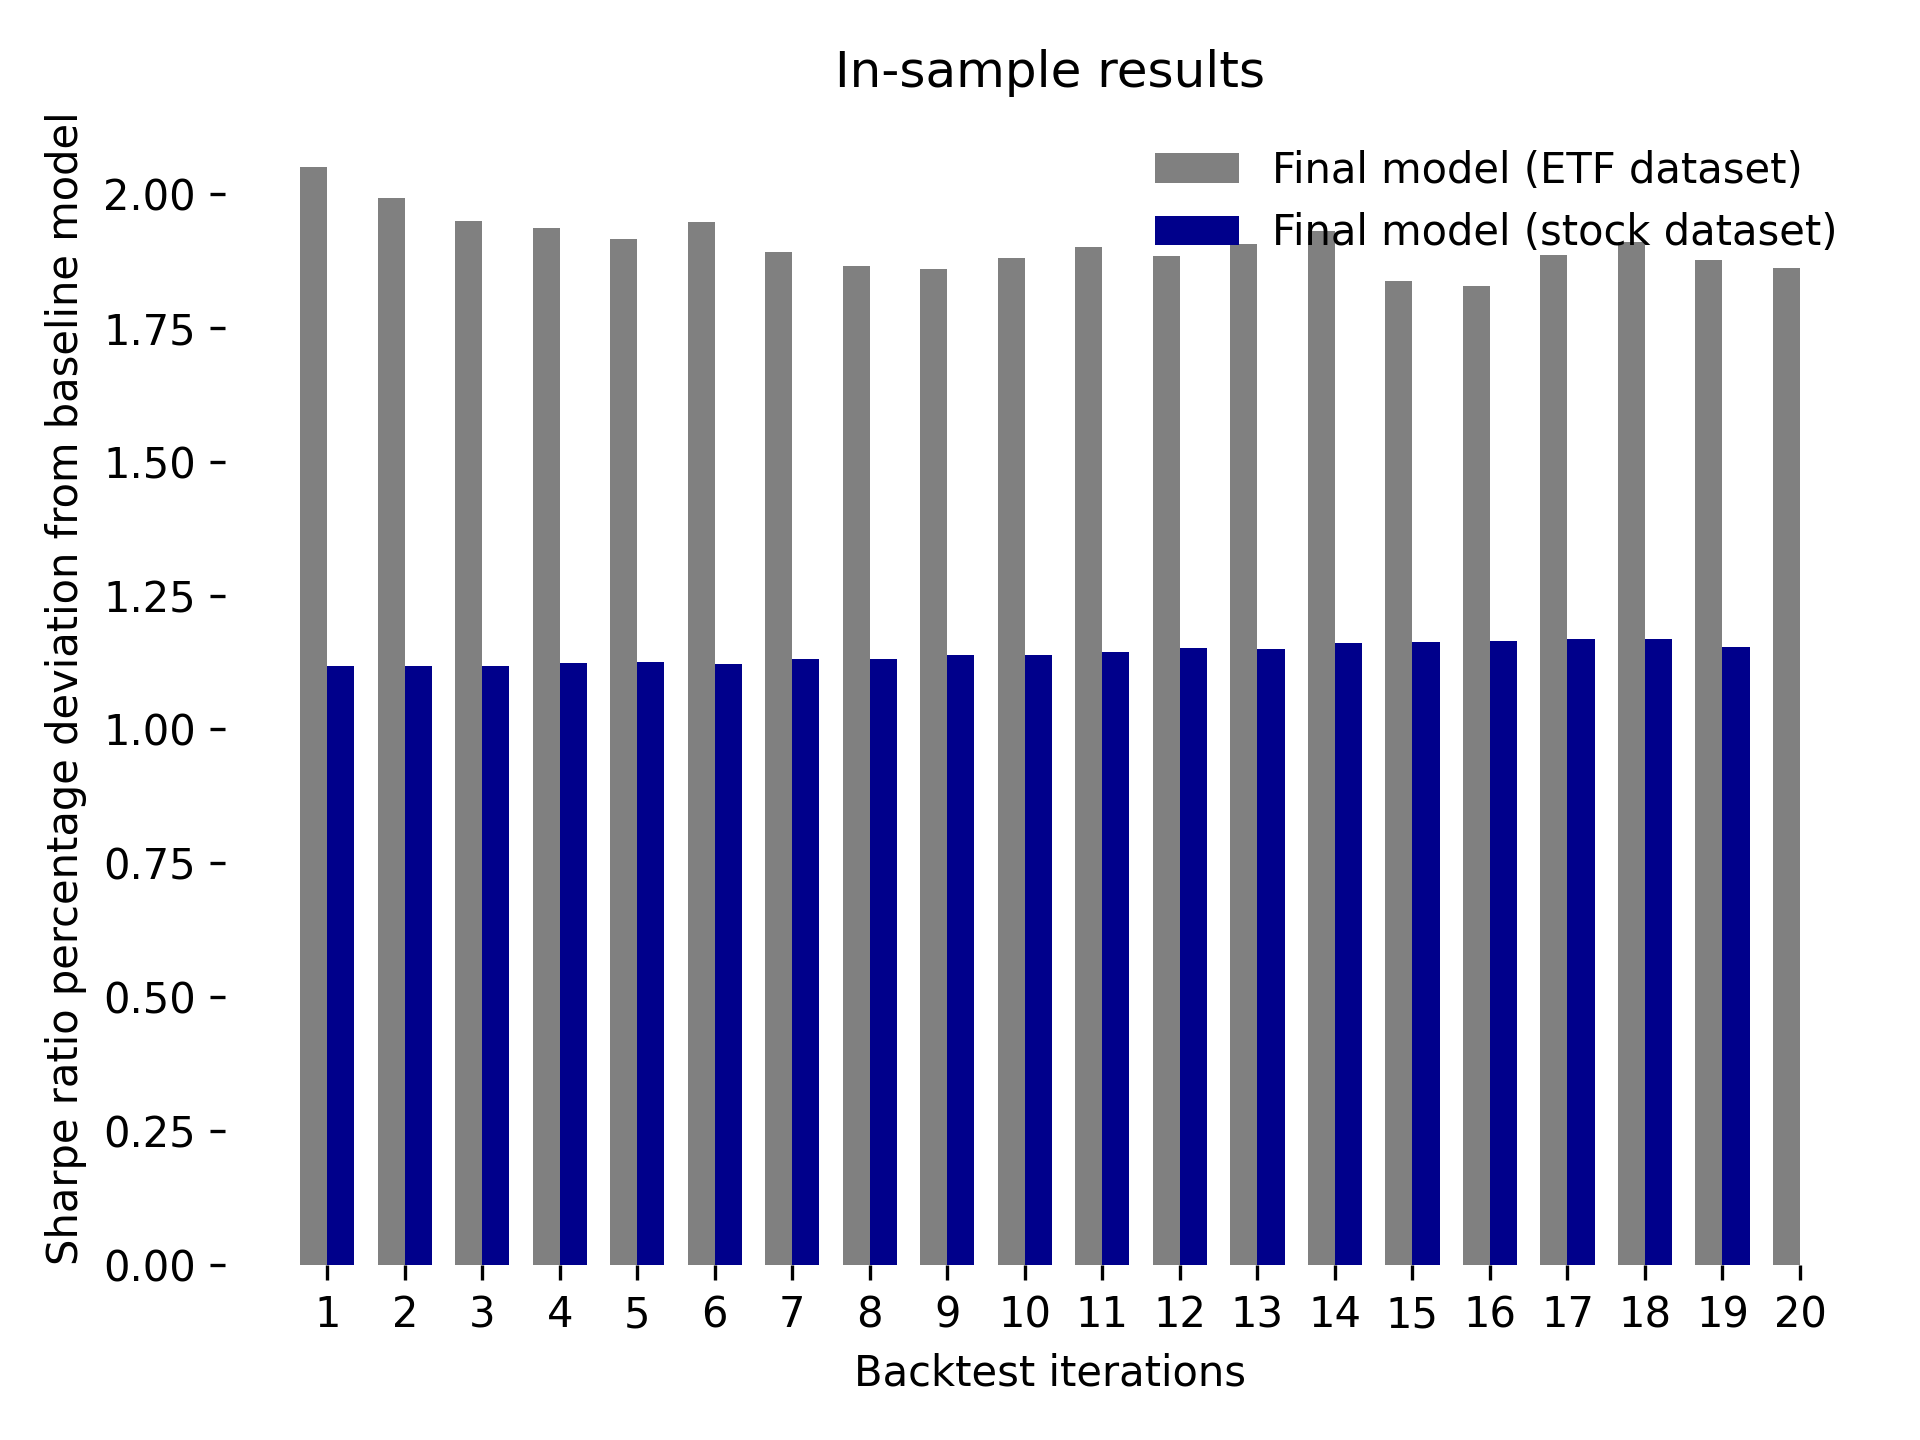 In-sample results
Final model (ETF dataset)
Final model (stock dataset)
Sharpe ratio percentage deviation from baseline model
2.00
1.75
1.50
1.25
1.00
0.75
0.50
0.25
0.00
1 2 3 4 5 6 7 8 9 10 11 12 13 14 15 16 17 18 19 20
Backtest iterations